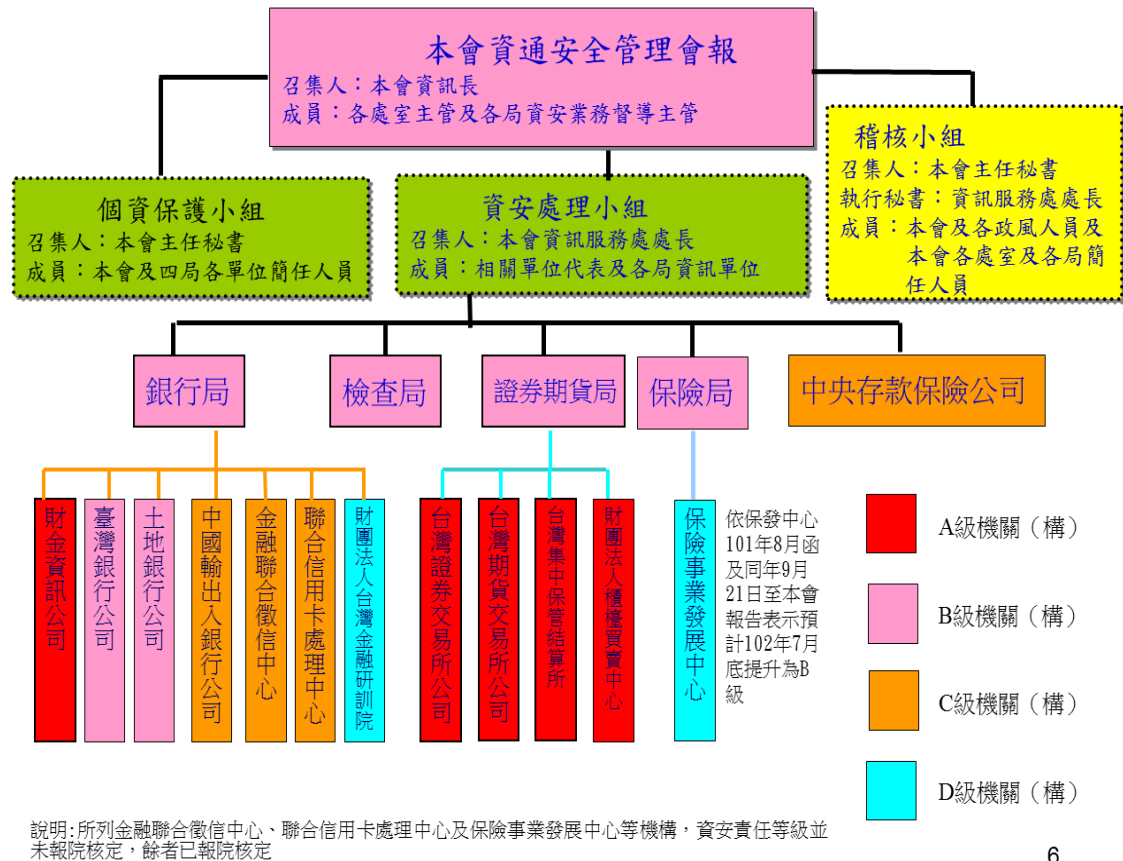 本會資通安全管理會報
召集人：本會資訊長
成員：各處室主管及各局資安業務督導主管
個資保護小組
召集人：本會主任秘書
成員：本會及四局各單位簡任人員
資安處理小組
召集人：本會資訊服務處處長
成員：相關單位代表及各局資訊單位
稽核小組
召集人：本會主任秘書
執行秘書：資訊服務處處長
成員：本會及各政風人員及
本會各處室及各局簡
任人員
銀行局
檢查局
證券期貨局
保險局
中央存款保險公司
財金資訊公司
臺灣銀行公司
土地銀行公司
中國輸出入銀行公司
金融聯合徵信中心
聯合信用卡處理中心
財團法人台灣金融研訓院
台灣證券交易所公司
台灣期貨交易所公司
台灣集中保管結算所
財團法人櫃檯買賣中心
保險事業發展中心
依保發中心
101年8月函
及同年9月
21日至本會
報告表示預
計102年7月
底提升為B
級
A級機關（構）
B級機關（構）
C級機關（構）
D級機關（構）
說明:所列金融聯合徵信中心、聯合信用卡處理中心及保險事業發展中心等機構，資安責任等級並
未報院核定，餘者已報院核定
6